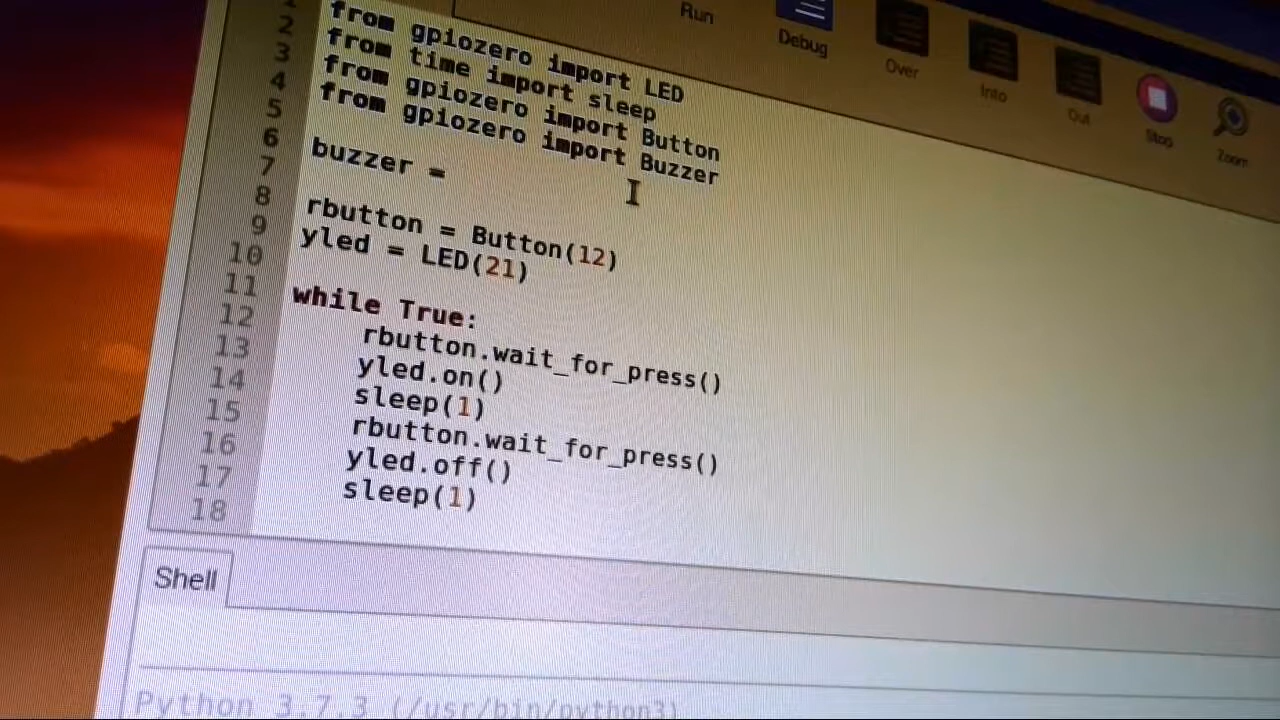 Run
Debug
Over
Into
Out
Stop
Zoom
1
2
3
4
5
6
7
8
9
10
11
12
13
14
15
16
17
18
from gpiozero import LED
from time import sleep
from gpiozero import Button
from gpiozero import Buzzer
buzzer =
rbutton = Button(12)
yled = LED(21)
while True:
rbutton.wait_for_press()
yled.on()
sleep(1)
rbutton.wait_for_press()
yled.off()
sleep(1)
Shell
Python 3.7.3 (/usr/bin/python3)